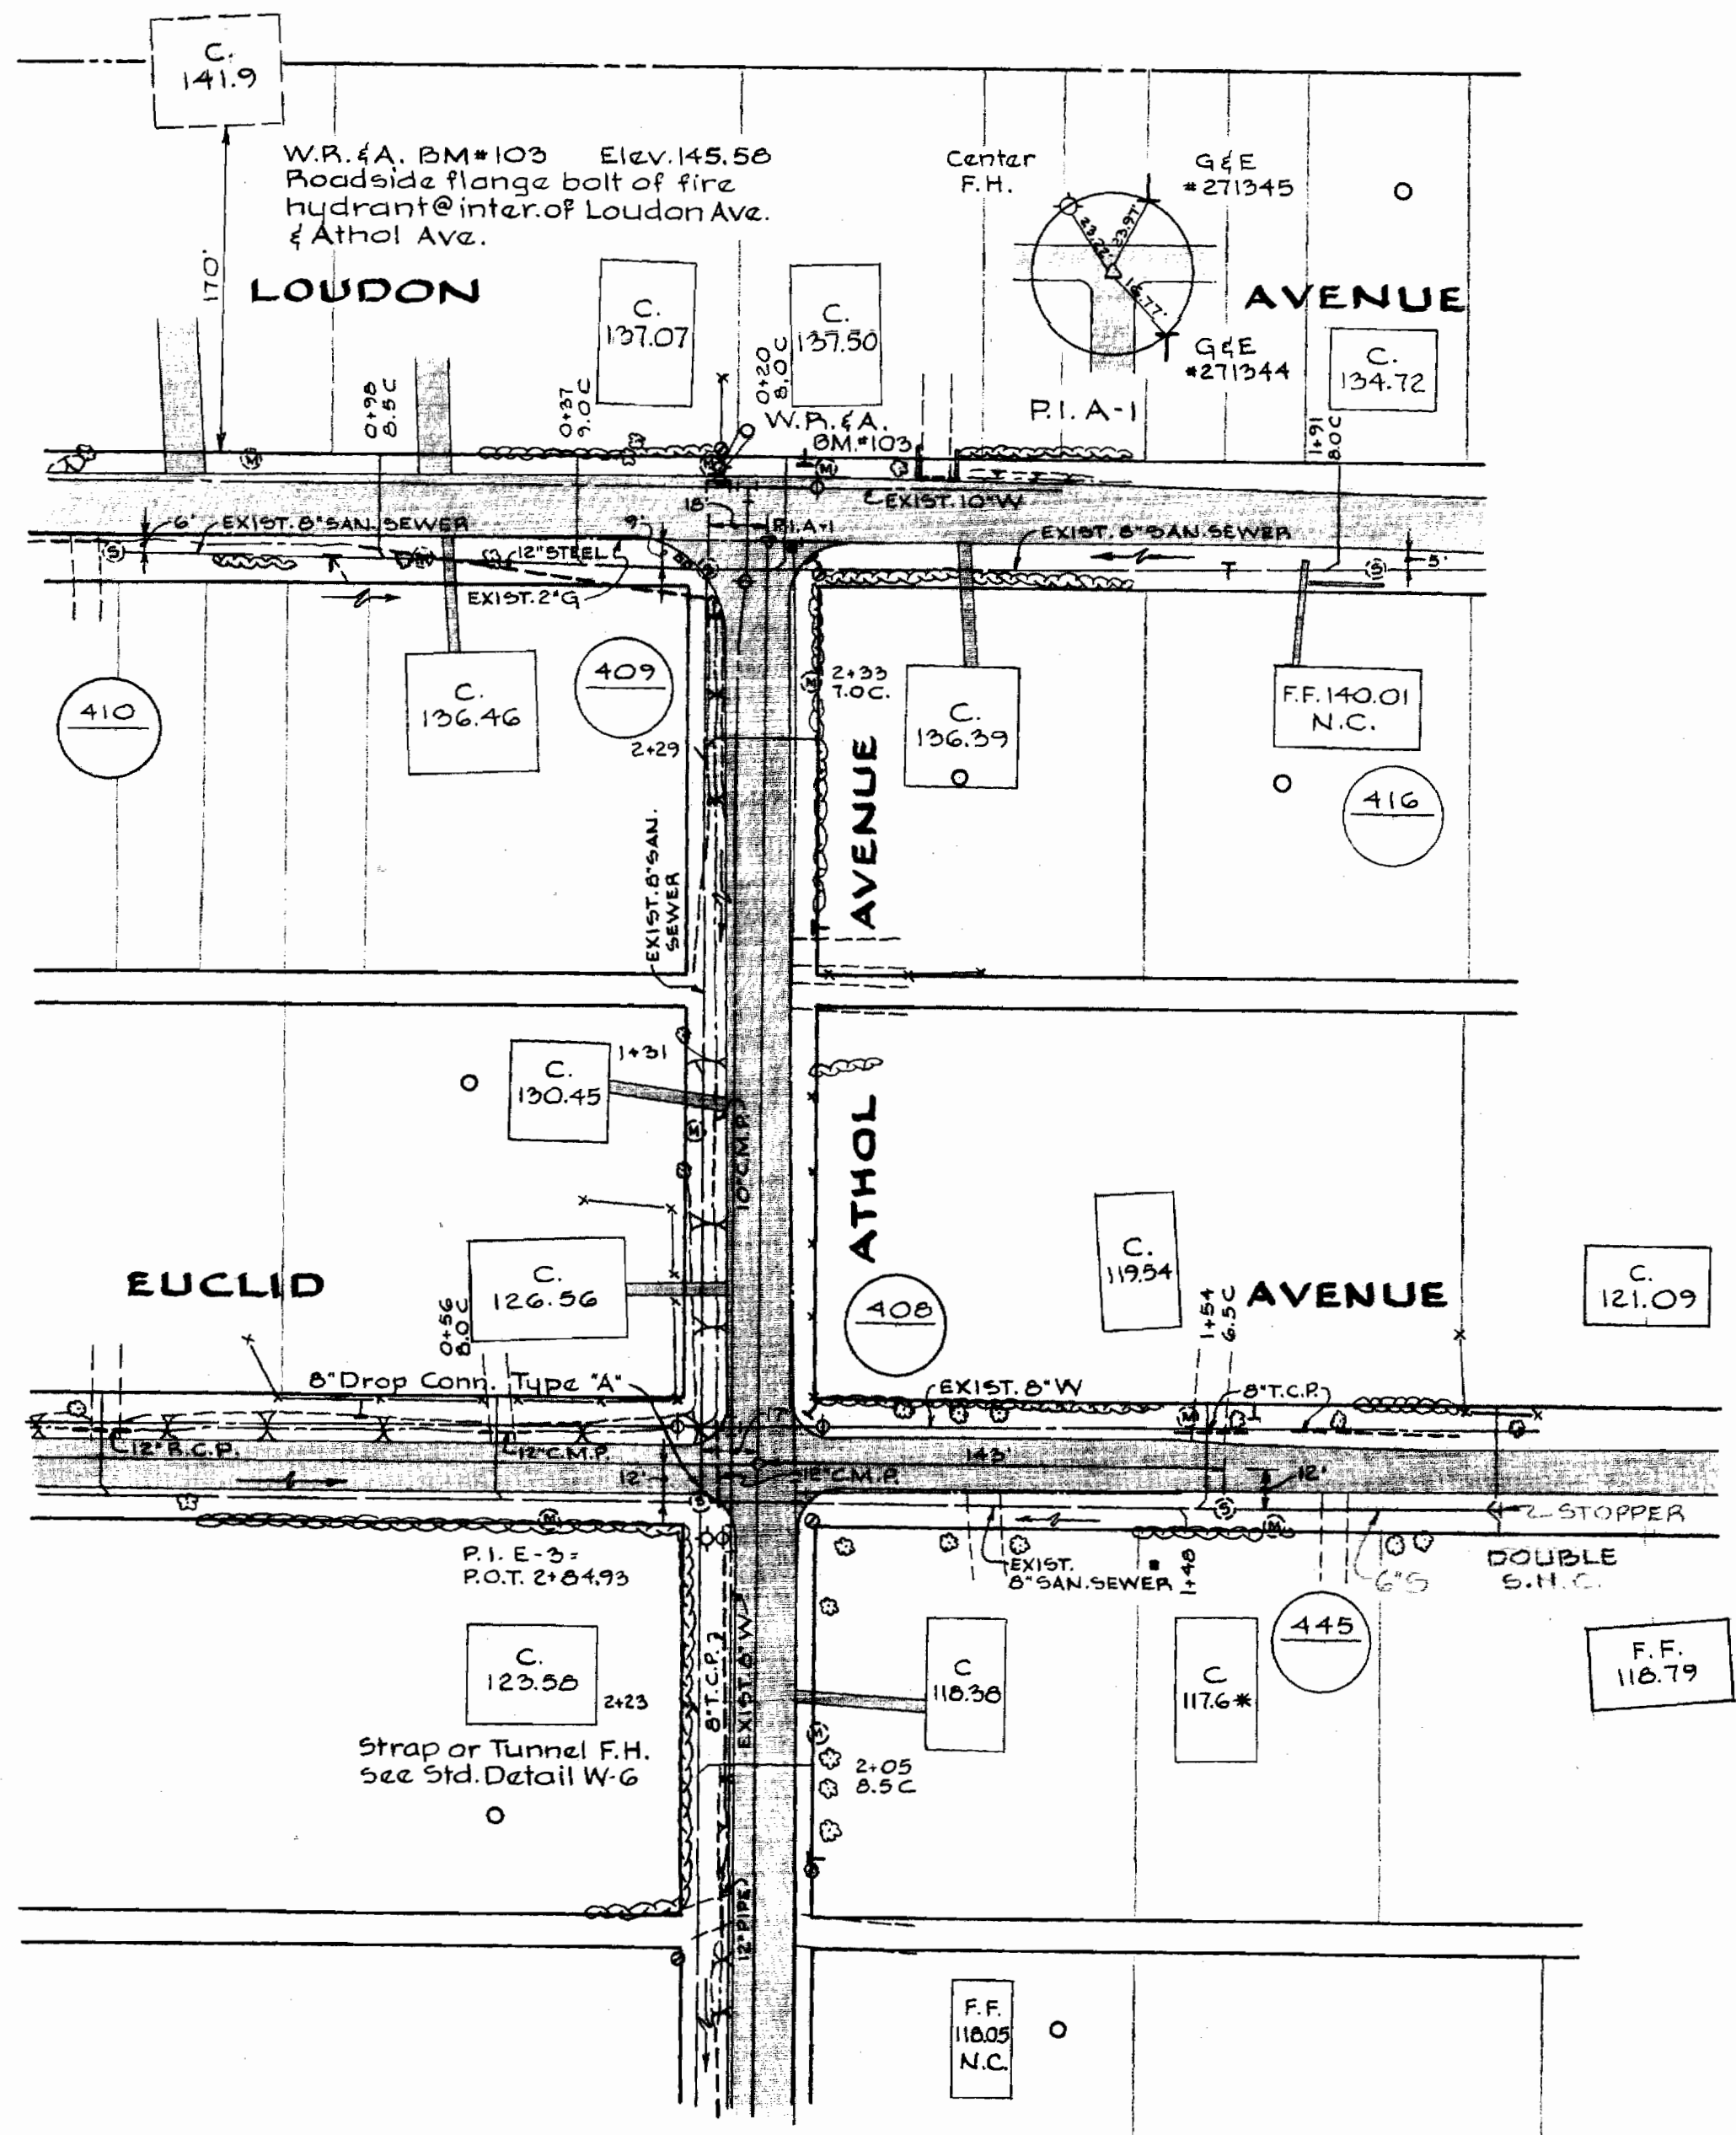 C.
141.9
W.R.&A. BM#103 Elev.145.58
Roadside flange bolt of fire
hydrant@inter.of Loudon Ave.
& Athol Ave.
170'
LOUDON
AVENUE
Center
F.H.
G&E
#271345
23.22'
23.97'
16.77'
G&E
#271344
P.I. A-1
C.
137.07
C.
137.50
C.
134.72
0+98
8.5C
0+37
9.0C
0+20
8.0C
1+91
8.0C
W.R.&A.
BM.#103
EXIST.10"W
18'
P.I.A-1
6'
EXIST. 8"SAN.SEWER
9'
12"STEEL
EXIST.2"G
EXIST. 8"SAN.SEWER
5'
410
C.
136.46
409
2+29
2+33
7.0C.
C.
136.39
F.F.140.01
N.C.
416
EXIST. 8"SAN.
SEWER
AVENUE
ATHOL
1+31
C.
130.45
10"C.M.P.
EUCLID
AVENUE
C.
126.56
0+56
8.0C
408
C.
119.54
1+54
6.5C
C.
121.09
8"Drop Conn. Type "A"
EXIST. 8"W
8"T.C.P.
12"R.C.P.
12"C.M.P.
12'
12"C.M.P.
143'
12'
STOPPER
P.I. E-3=
P.O.T. 2+84.93
EXIST.
8"SAN.SEWER
1+48
6"S
DOUBLE
S.H.C.
445
C.
123.58
2+23
8"T.C.P.
EXIST.8"W
C
118.38
C
117.6*
F.F.
118.79
Strap or Tunnel F.H.
See Std. Detail W-6
2+05
8.5C
12"PIPE
F.F.
118.05
N.C.